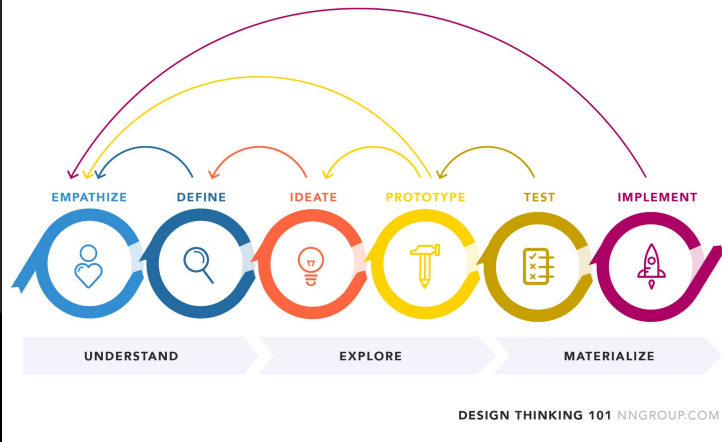 EMPATHIZE DEFINE IDEATE PROTOTYPE TEST IMPLEMENT
UNDERSTAND EXPLORE MATERIALIZE
DESIGN THINKING 101 NNGROUP.COM